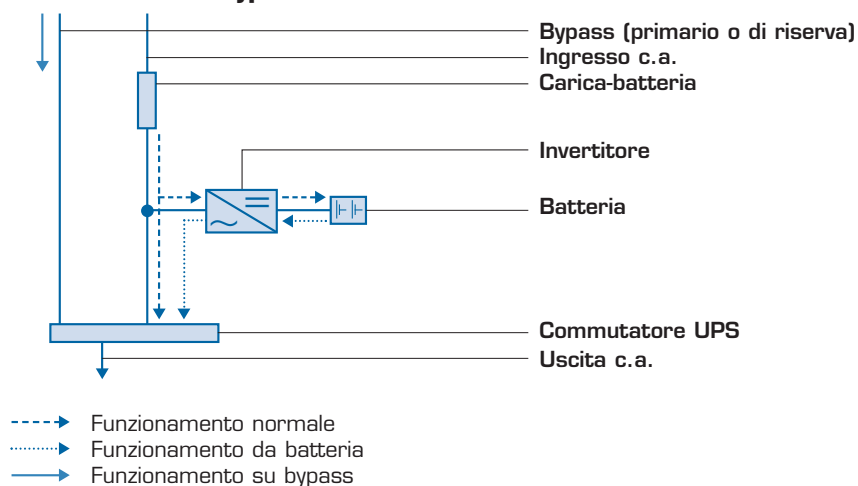 Bypass (primario o di riserva)
Ingresso c.a.
Carica-batteria
Invertitore
Batteria
Commutatore UPS
Uscita c.a.
Funzionamento normale
Funzionamento da batteria
Funzionamento su bypass